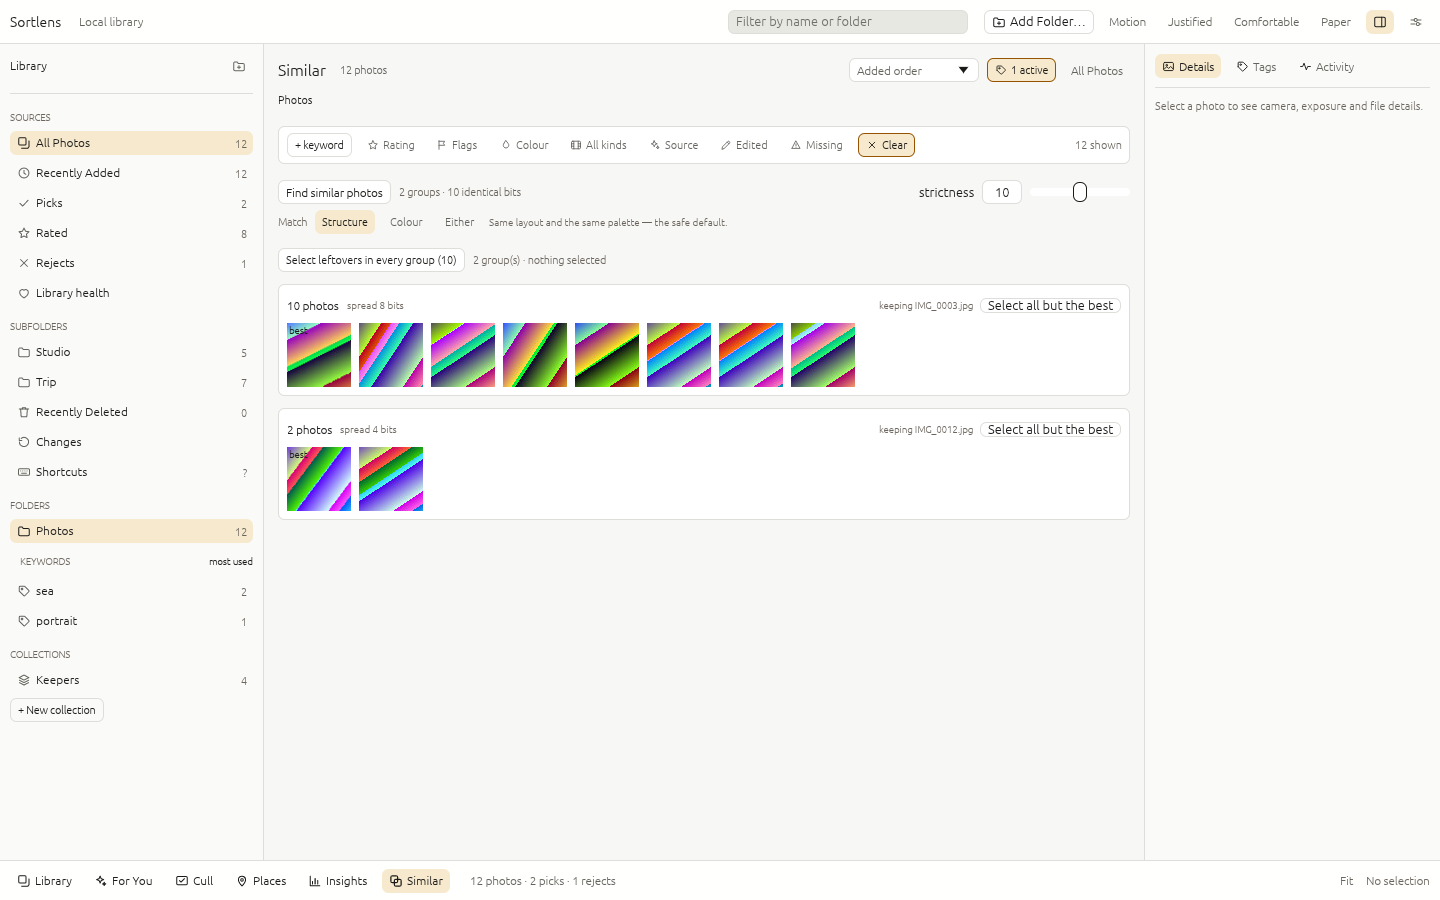 Sortlens Local library Filter by name or folder Add Folder... Motion Justified Comfortable Paper
Library
SOURCES
All Photos 12
Recently Added 12
Picks 2
Rated 8
Rejects 1
Library health
SUBFOLDERS
Studio 5
Trip 7
Recently Deleted 0
Changes
Shortcuts ?
FOLDERS
Photos 12
KEYWORDS most used
sea 2
portrait 1
COLLECTIONS
Keepers 4
+ New collection
Similar 12 photos Added order 1 active All Photos
Photos
+ keyword Rating Flags Colour All kinds Source Edited Missing Clear 12 shown
Find similar photos 2 groups · 10 identical bits strictness 10
Match Structure Colour Either Same layout and the same palette — the safe default.
Select leftovers in every group (10) 2 group(s) · nothing selected
10 photos spread 8 bits keeping IMG_0003.jpg Select all but the best
best
2 photos spread 4 bits keeping IMG_0012.jpg Select all but the best
best
Details Tags Activity
Select a photo to see camera, exposure and file details.
Library For You Cull Places Insights Similar 12 photos · 2 picks · 1 rejects Fit No selection